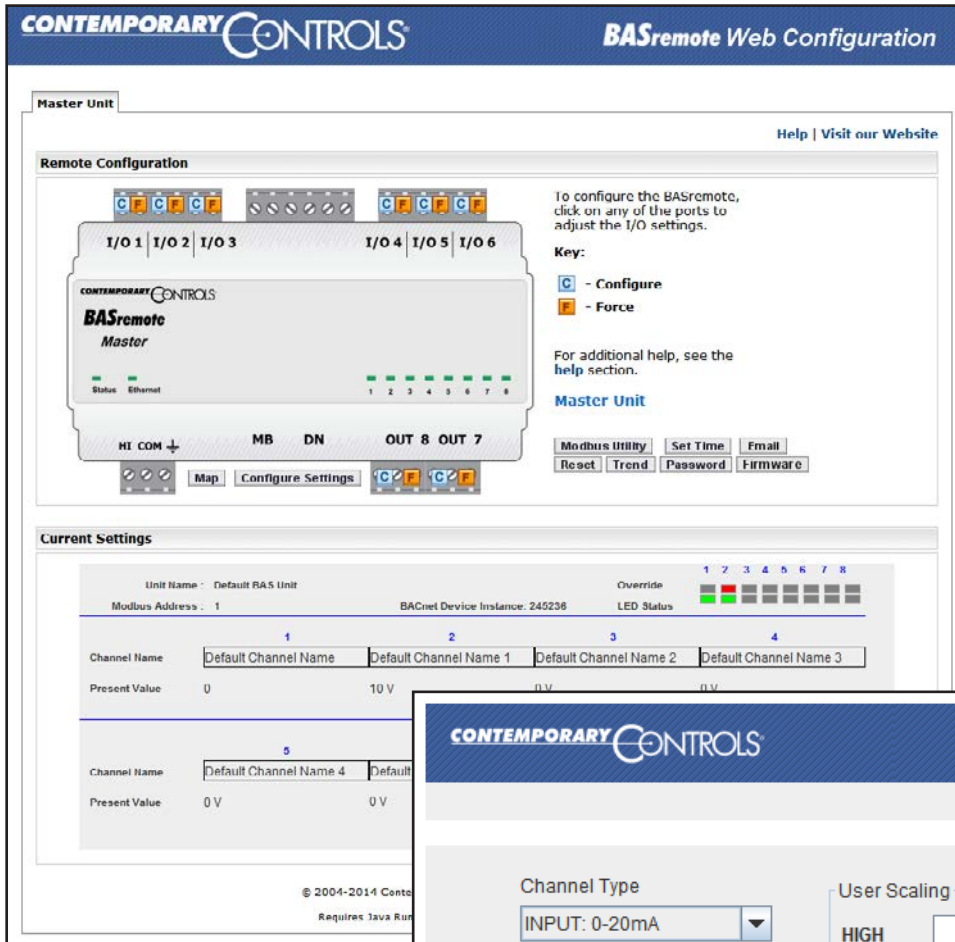 CONTEMPORARY CONTROLS®
BASremote Web Configuration
Master Unit
Help | Visit our Website
Remote Configuration
C F C F C F
C F C F C F
I/O 1 I/O 2 I/O 3
I/O 4 I/O 5 I/O 6
To configure the BASremote,
click on any of the ports to
adjust the I/O settings.
Key:
C - Configure
F - Force
CONTEMPORARY CONTROLS
BASremote
Master
Status Ethernet
1 2 3 4 5 6 7 8
For additional help, see the
help section.
Master Unit
HI COM
MB DN
OUT 8 OUT 7
Map Configure Settings
C F C F
Modbus Utility Set Time Email
Reset Trend Password Firmware
Current Settings
1 2 3 4 5 6 7 8
Unit Name : Default BAS Unit
Override
Modbus Address : 1
BACnet Device Instance: 245236
LED Status
1 2 3 4
Channel Name Default Channel Name Default Channel Name 1 Default Channel Name 2 Default Channel Name 3
Present Value 0 10 V 0 V 0 V
5
Channel Name Default Channel Name 4 Default
Present Value 0 V 0 V
© 2004-2014 Conte
Requires Java Run
CONTEMPORARY CONTROLS®
Channel Type
INPUT: 0-20mA
User Scaling
HIGH